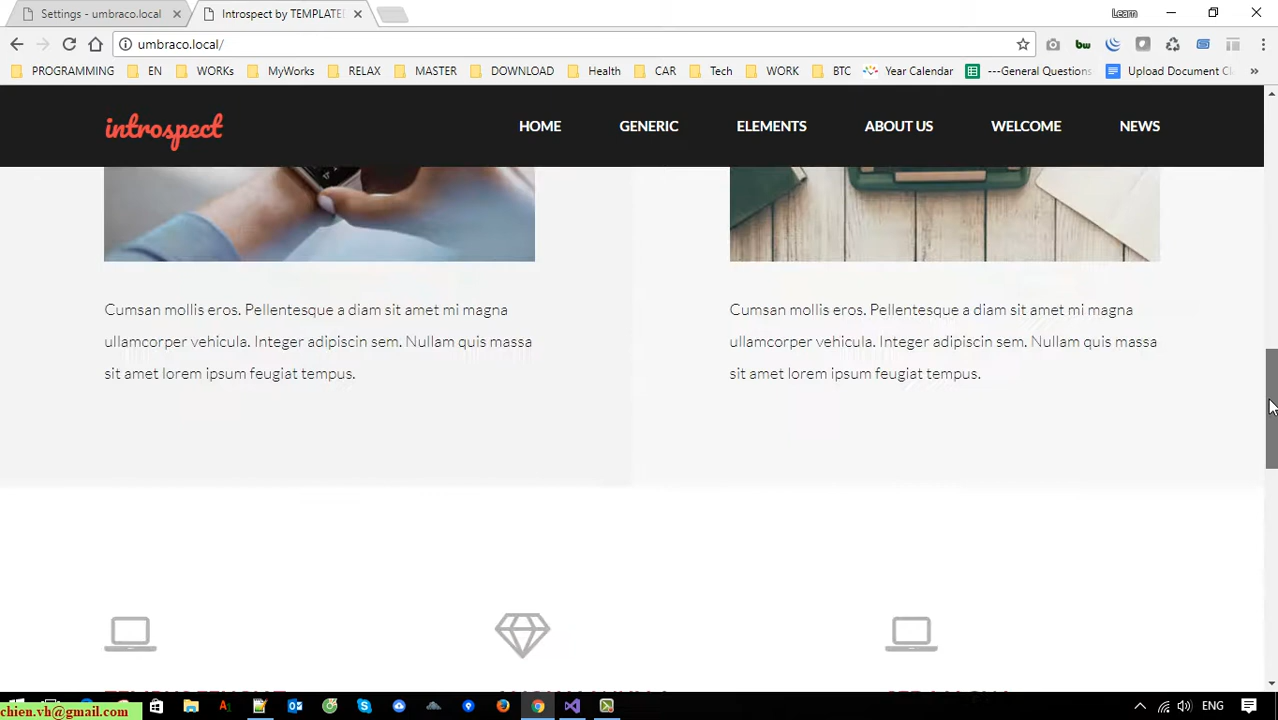 Settings - umbraco.local
Introspect by TEMPLATE
Learn
umbraco.local/
PROGRAMMING
EN
WORKs
MyWorks
RELAX
MASTER
DOWNLOAD
Health
CAR
Tech
WORK
BTC
Year Calendar
---General Questions
Upload Document C
introspect
HOME
GENERIC
ELEMENTS
ABOUT US
WELCOME
NEWS
Cumsan mollis eros. Pellentesque a diam sit amet mi magna
ullamcorper vehicula. Integer adipiscin sem. Nullam quis massa
sit amet lorem ipsum feugiat tempus.
Cumsan mollis eros. Pellentesque a diam sit amet mi magna
ullamcorper vehicula. Integer adipiscin sem. Nullam quis massa
sit amet lorem ipsum feugiat tempus.
ENG
chien.vh@gmail.com